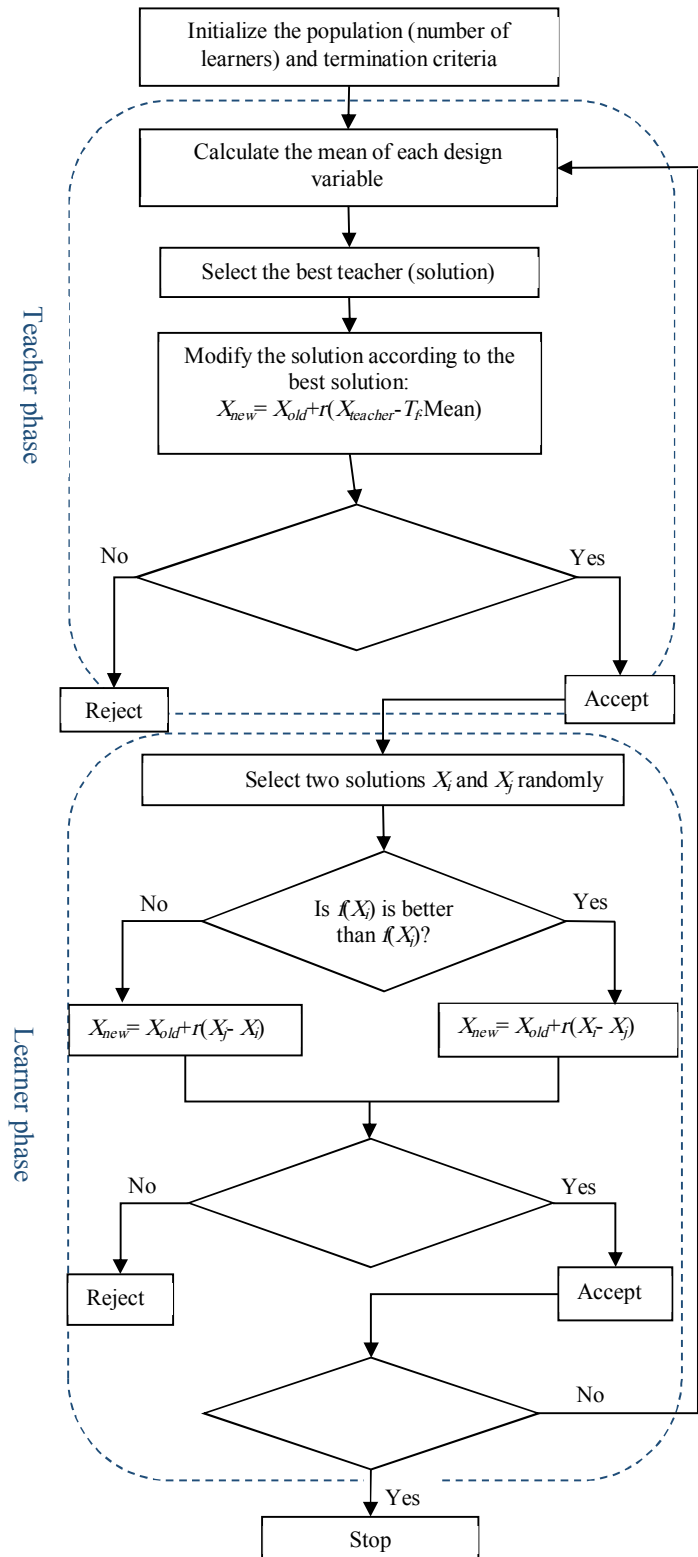 Initialize the population (number of
learners) and termination criteria
Calculate the mean of each design
variable
Select the best teacher (solution)
Modify the solution according to the
best solution:
Xnew= Xold+r(Xteacher-Tf.Mean)
Teacher phase
No
Yes
Reject
Accept
Select two solutions Xi and Xj randomly
No
Is f(Xi) is better
than f(Xj)?
Yes
Xnew= Xold+r(Xj- Xi)
Xnew= Xold+r(Xi- Xj)
Learner phase
No
Yes
Reject
Accept
No
Yes
Stop